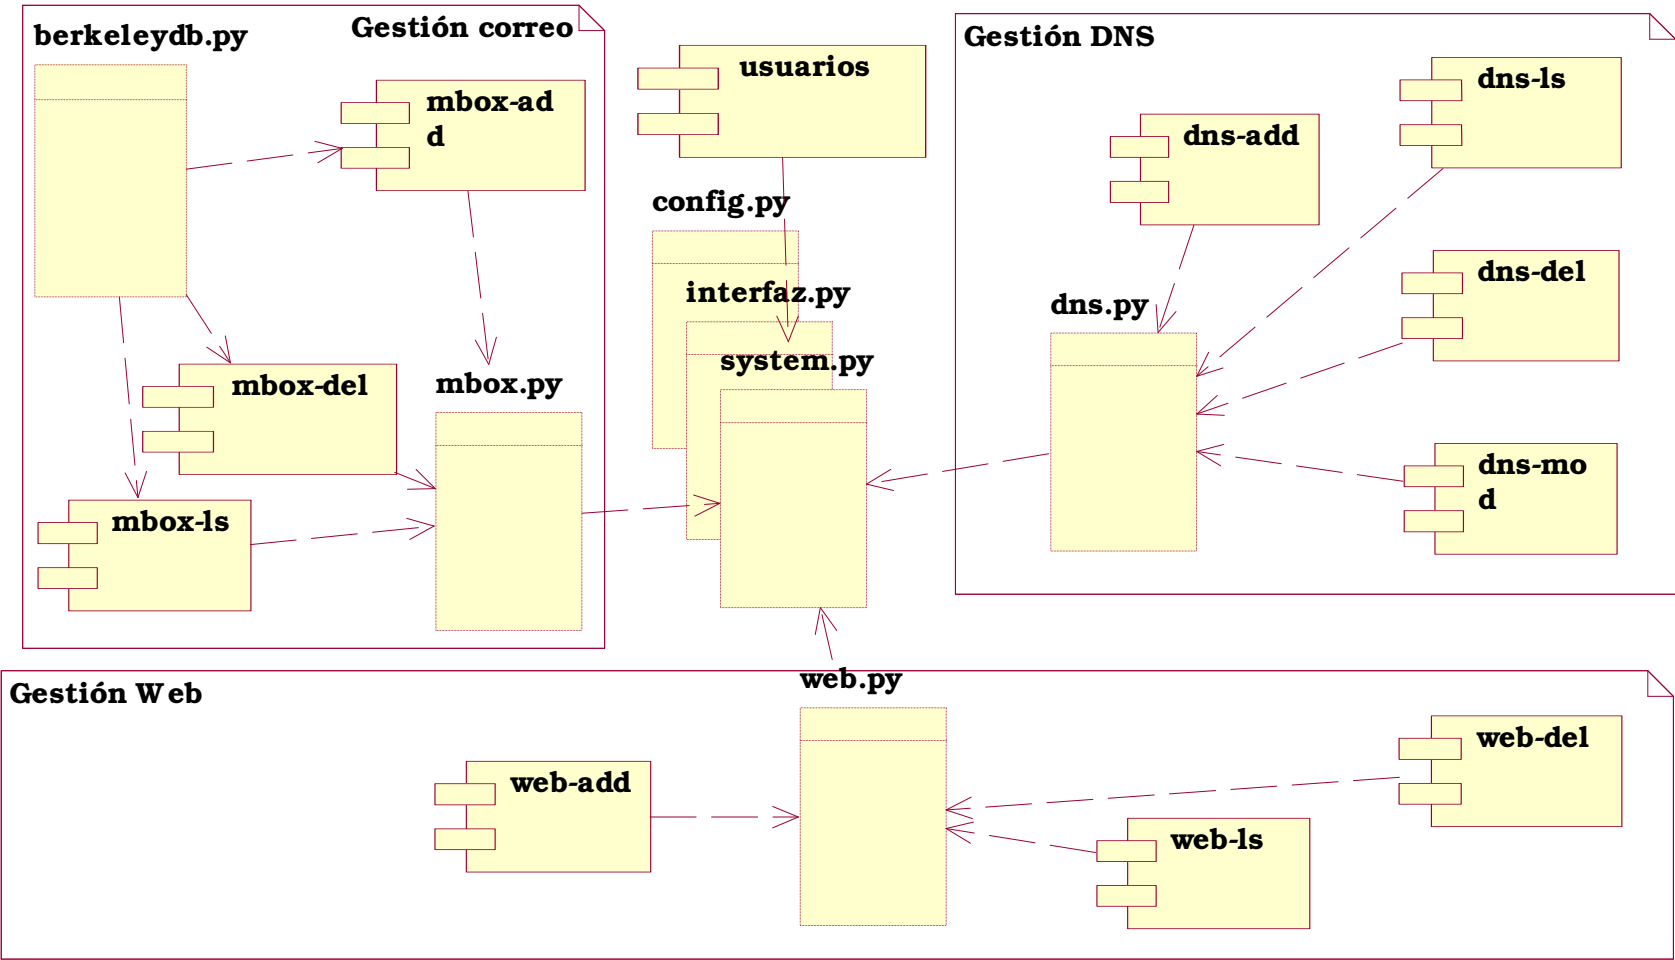 berkeleydb.py
Gestión correo
mbox-ad
d
mbox-del
mbox.py
mbox-ls
usuarios
config.py
interfaz.py
system.py
Gestión DNS
dns-ls
dns-add
dns-del
dns.py
dns-mo
d
Gestión Web
web.py
web-add
web-del
web-ls